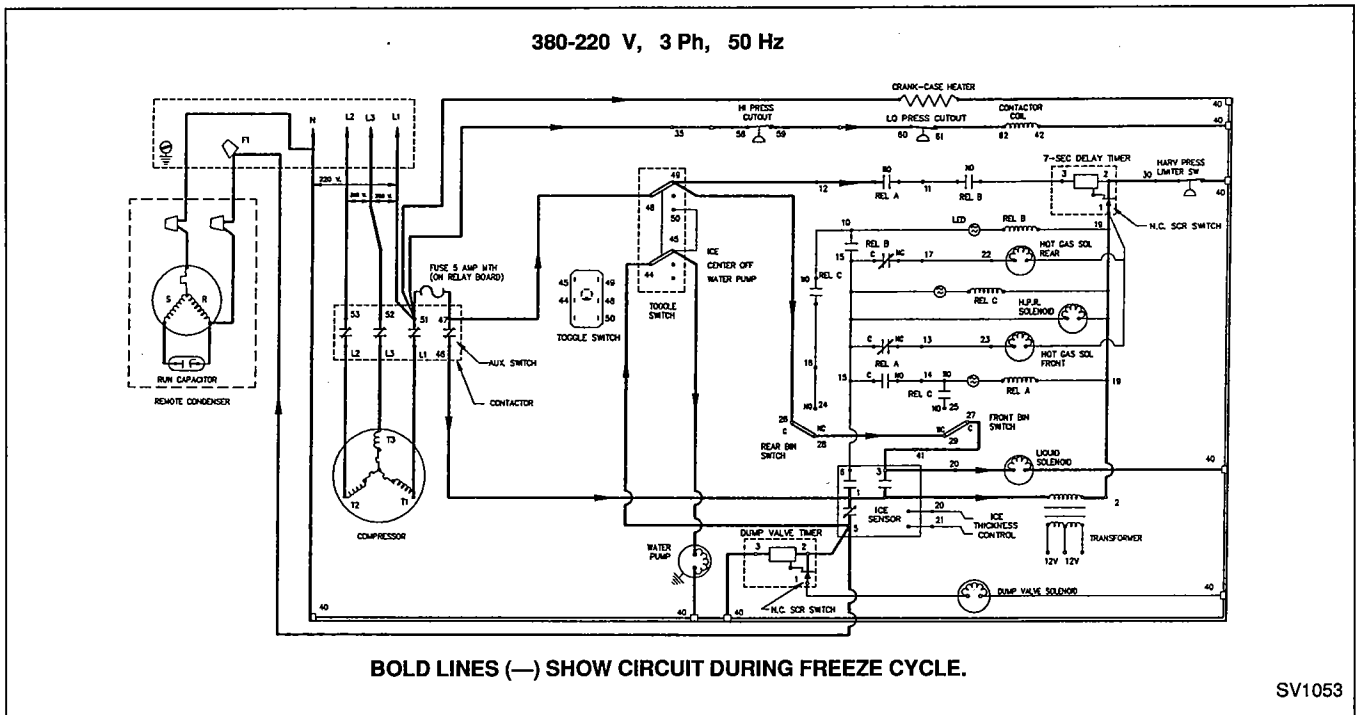 380-220 V, 3 Ph, 50 Hz
CRANK-CASE HEATER
HI PRESS CUTOUT
LO PRESS CUTOUT
CONTACTOR COIL
40
N L2 L3 L1
F1
35 58 59 60 61 62 42
40
220 V.
7-SEC DELAY TIMER
HARV PRESS LIMITER SW
3 2 30
40
1
N.C. SCR SWITCH
49
48
50
45
44
12
NO
REL A
11
NO
REL B
ICE
CENTER OFF
WATER PUMP
TOGGLE SWITCH
45 49
44 48
50
TOGGLE SWITCH
FUSE 5 AMP MTH
(ON RELAY BOARD)
10
LED
REL B
19
15
REL B
C NC
17 22
HOT GAS SOL REAR
NO
REL C
REL C
H.P.R. SOLENOID
C NC
13 23
HOT GAS SOL FRONT
REL A
15
C NO
14
NO
REL C
NO 25
REL A
19
16
NO 24
26
C
NC
28
REAR BIN SWITCH
27
NC C
29
FRONT BIN SWITCH
41
S R
RUN CAPACITOR
REMOTE CONDENSER
53 52 51 47
L2 L3 L1 46
AUX. SWITCH
CONTACTOR
T3
T2 T1
COMPRESSOR
6 3
20
LIQUID SOLENOID
40
1
5
ICE SENSOR
20
21
ICE THICKNESS CONTROL
2
TRANSFORMER
12V 12V
WATER PUMP
DUMP VALVE TIMER
3 2
1
N.C. SCR SWITCH
DUMP VALVE SOLENOID
40
40
40
40
BOLD LINES (—) SHOW CIRCUIT DURING FREEZE CYCLE.
SV1053